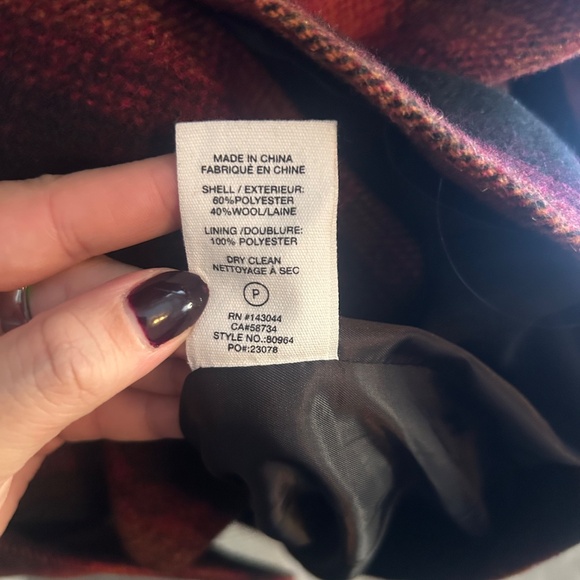 MADE IN CHINA
FABRIQUÉ EN CHINE
SHELL / EXTERIEUR:
60%POLYESTER
40%WOOL/LAINE
LINING /DOUBLURE:
100% POLYESTER
DRY CLEAN
NETTOYAGE À SEC
P
RN #143044
CA#58734
STYLE NO.:80964
PO#:23078